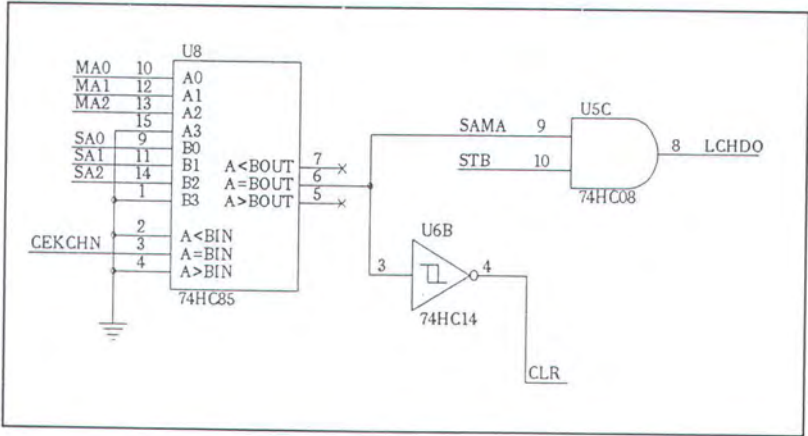 U8
MA0 10 A0
MA1 12 A1
MA2 13 A2
15 A3
SA0 9 B0
SA1 11 B1
SA2 14 B2
1 B3
A<BOUT 7
A=BOUT 6
A>BOUT 5
2 A<BIN
CEKCHN 3 A=BIN
4 A>BIN
74HC85
SAMA 9
STB 10
U5C
8 LCHDO
74HC08
U6B
3 4
74HC14
CLR